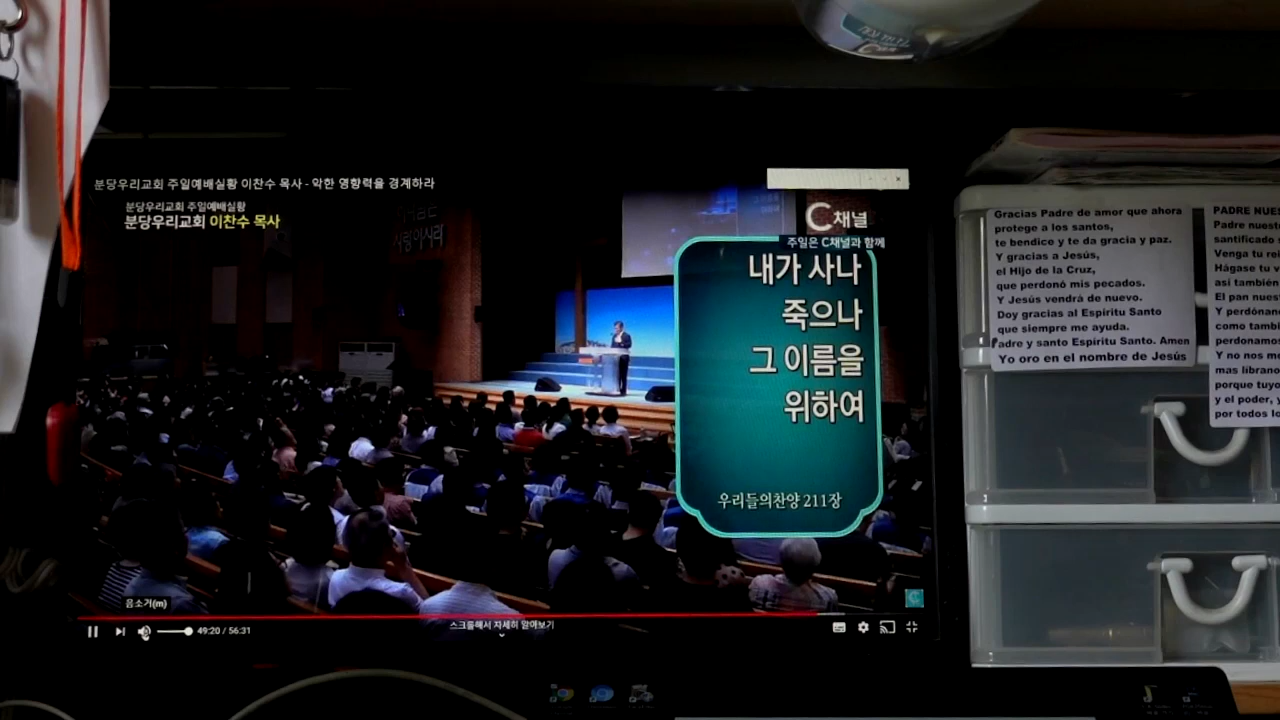 분당우리교회 주일예배실황 이찬수 목사 - 악한 영향력을 경계하라
분당우리교회 주일예배실황
분당우리교회 이찬수 목사
C채널
주일은 C채널과 함께
내가 사나
죽으나
그 이름을
위하여
우리들의찬양 211장
음소거(m)
49:20 / 56:31
스크롤해서 자세히 알아보기
Gracias Padre de amor que ahora
protege a los santos,
te bendice y te da gracia y paz.
Y gracias a Jesús,
el Hijo de la Cruz,
que perdonó mis pecados.
Y Jesús vendrá de nuevo.
Doy gracias al Espíritu Santo
que siempre me ayuda.
adre y santo Espíritu Santo. Amen
Yo oro en el nombre de Jesús
PADRE NUES
Padre nuest
santificado
Venga tu rei
Hágase tu v
así también
El pan nues
Y perdónan
como tamb
perdonamos
Y no nos m
mas librano
porque tuyo
y el poder, y
por todos lo